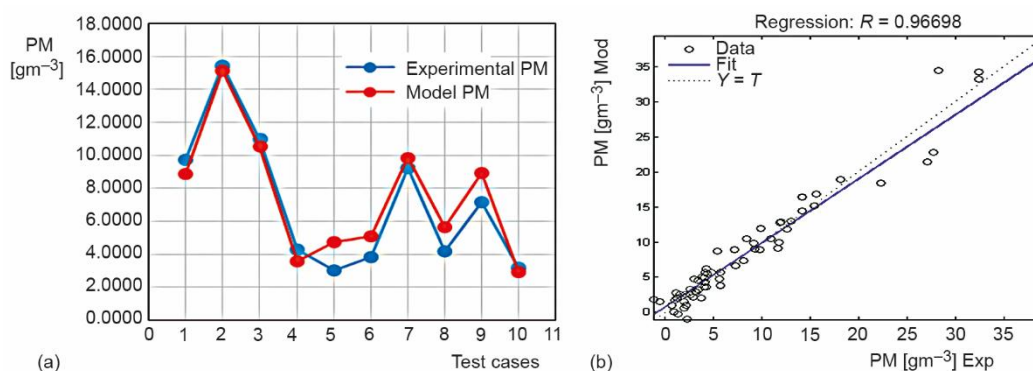 PM
[gm⁻³]
18.0000
16.0000
14.0000
12.0000
10.0000
8.0000
6.0000
4.0000
2.0000
0.0000
Experimental PM
Model PM
0 1 2 3 4 5 6 7 8 9 10 11
Test cases
(a)
Regression: R = 0.96698
Data
Fit
Y = T
PM [gm⁻³] Mod
35
30
25
20
15
10
5
0
0 5 10 15 20 25 30 35
PM [gm⁻³] Exp
(b)